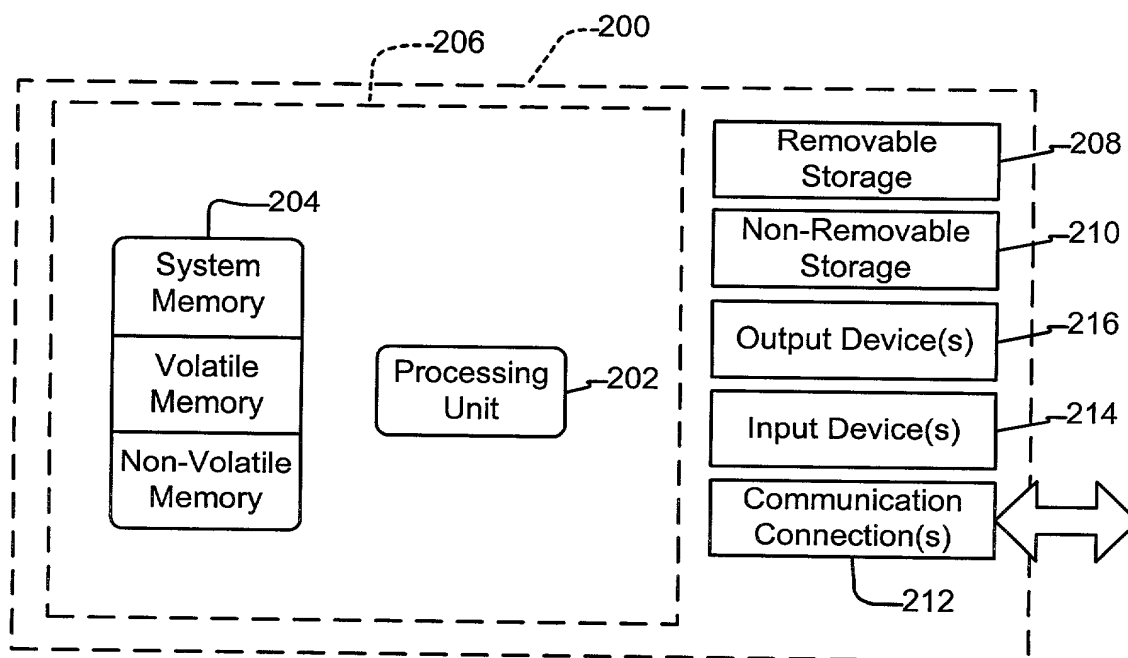 200
206
Removable
Storage
208
204
Non-Removable
Storage
210
System
Memory
Output Device(s)
216
Volatile
Memory
Processing
Unit
202
Input Device(s)
214
Non-Volatile
Memory
Communication
Connection(s)
212